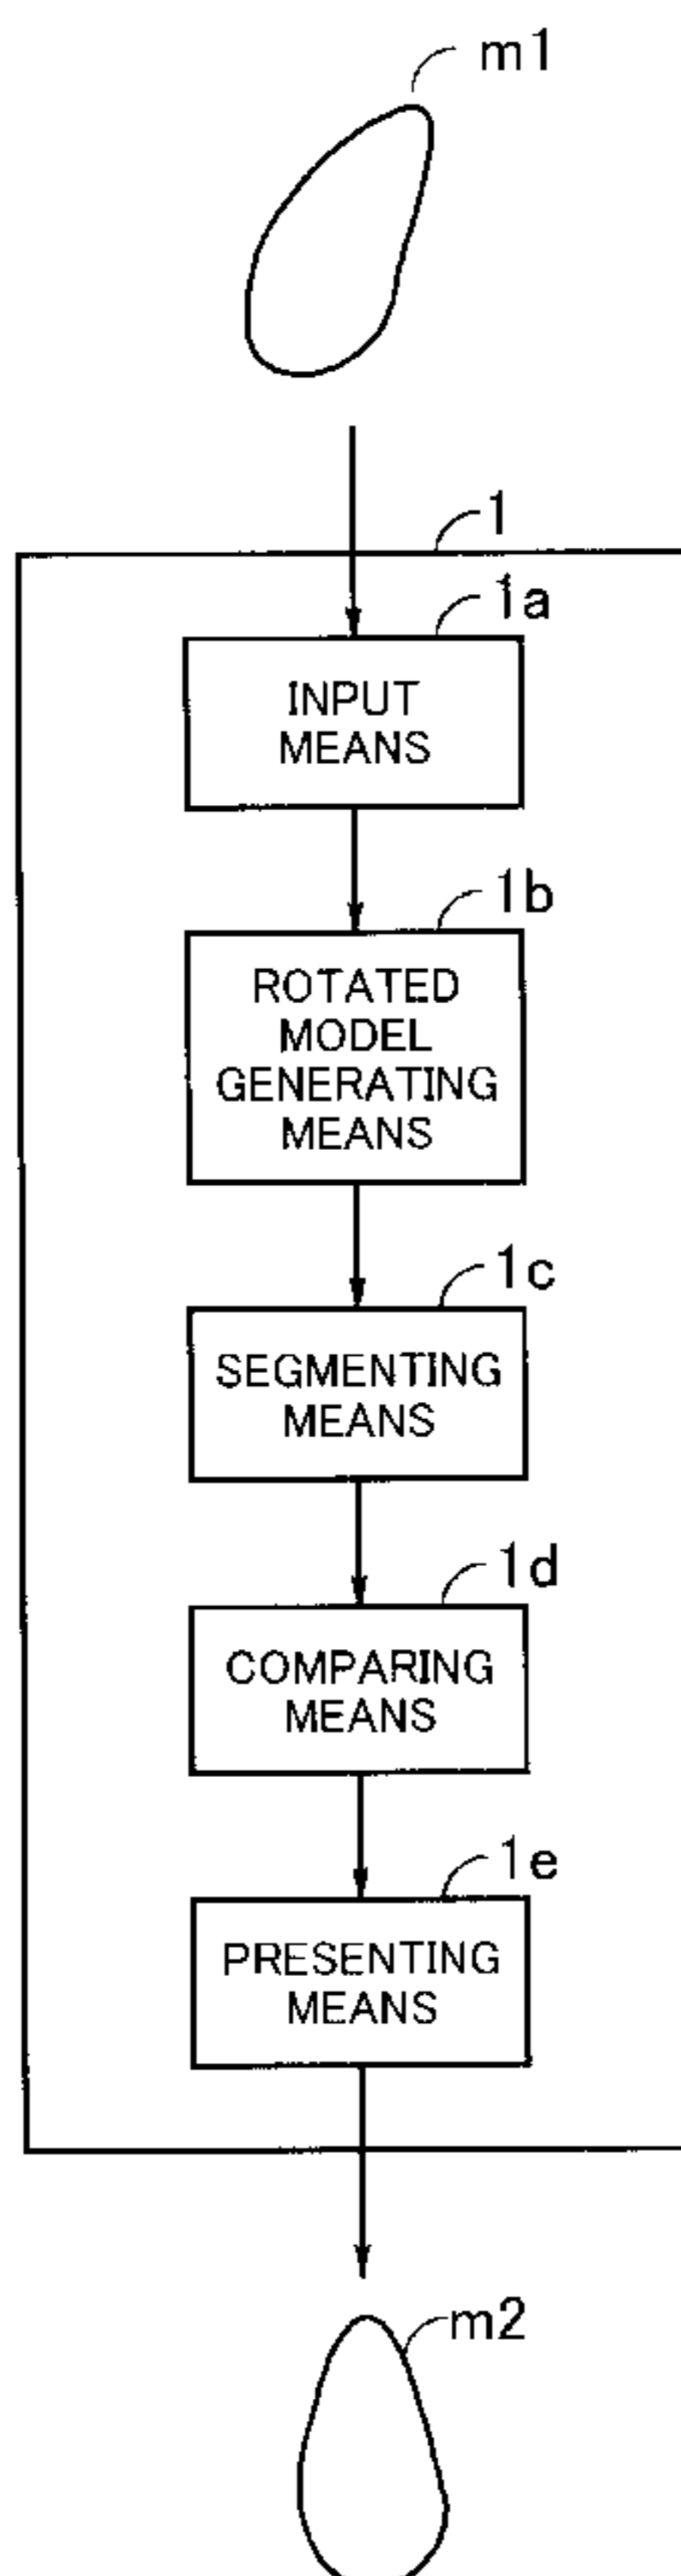 m1
1
1a
INPUT
MEANS
1b
ROTATED
MODEL
GENERATING
MEANS
1c
SEGMENTING
MEANS
1d
COMPARING
MEANS
1e
PRESENTING
MEANS
m2